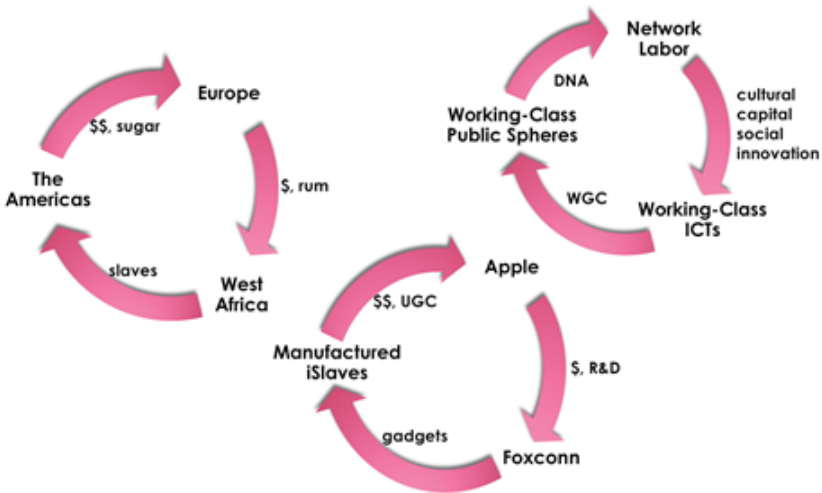 Europe
$$, sugar
The
Americas
$, rum
slaves
West
Africa
Network
Labor
DNA
cultural
capital
social
innovation
Working-Class
Public Spheres
WGC
Working-Class
ICTs
Apple
$$, UGC
Manufactured
iSlaves
$, R&D
gadgets
Foxconn